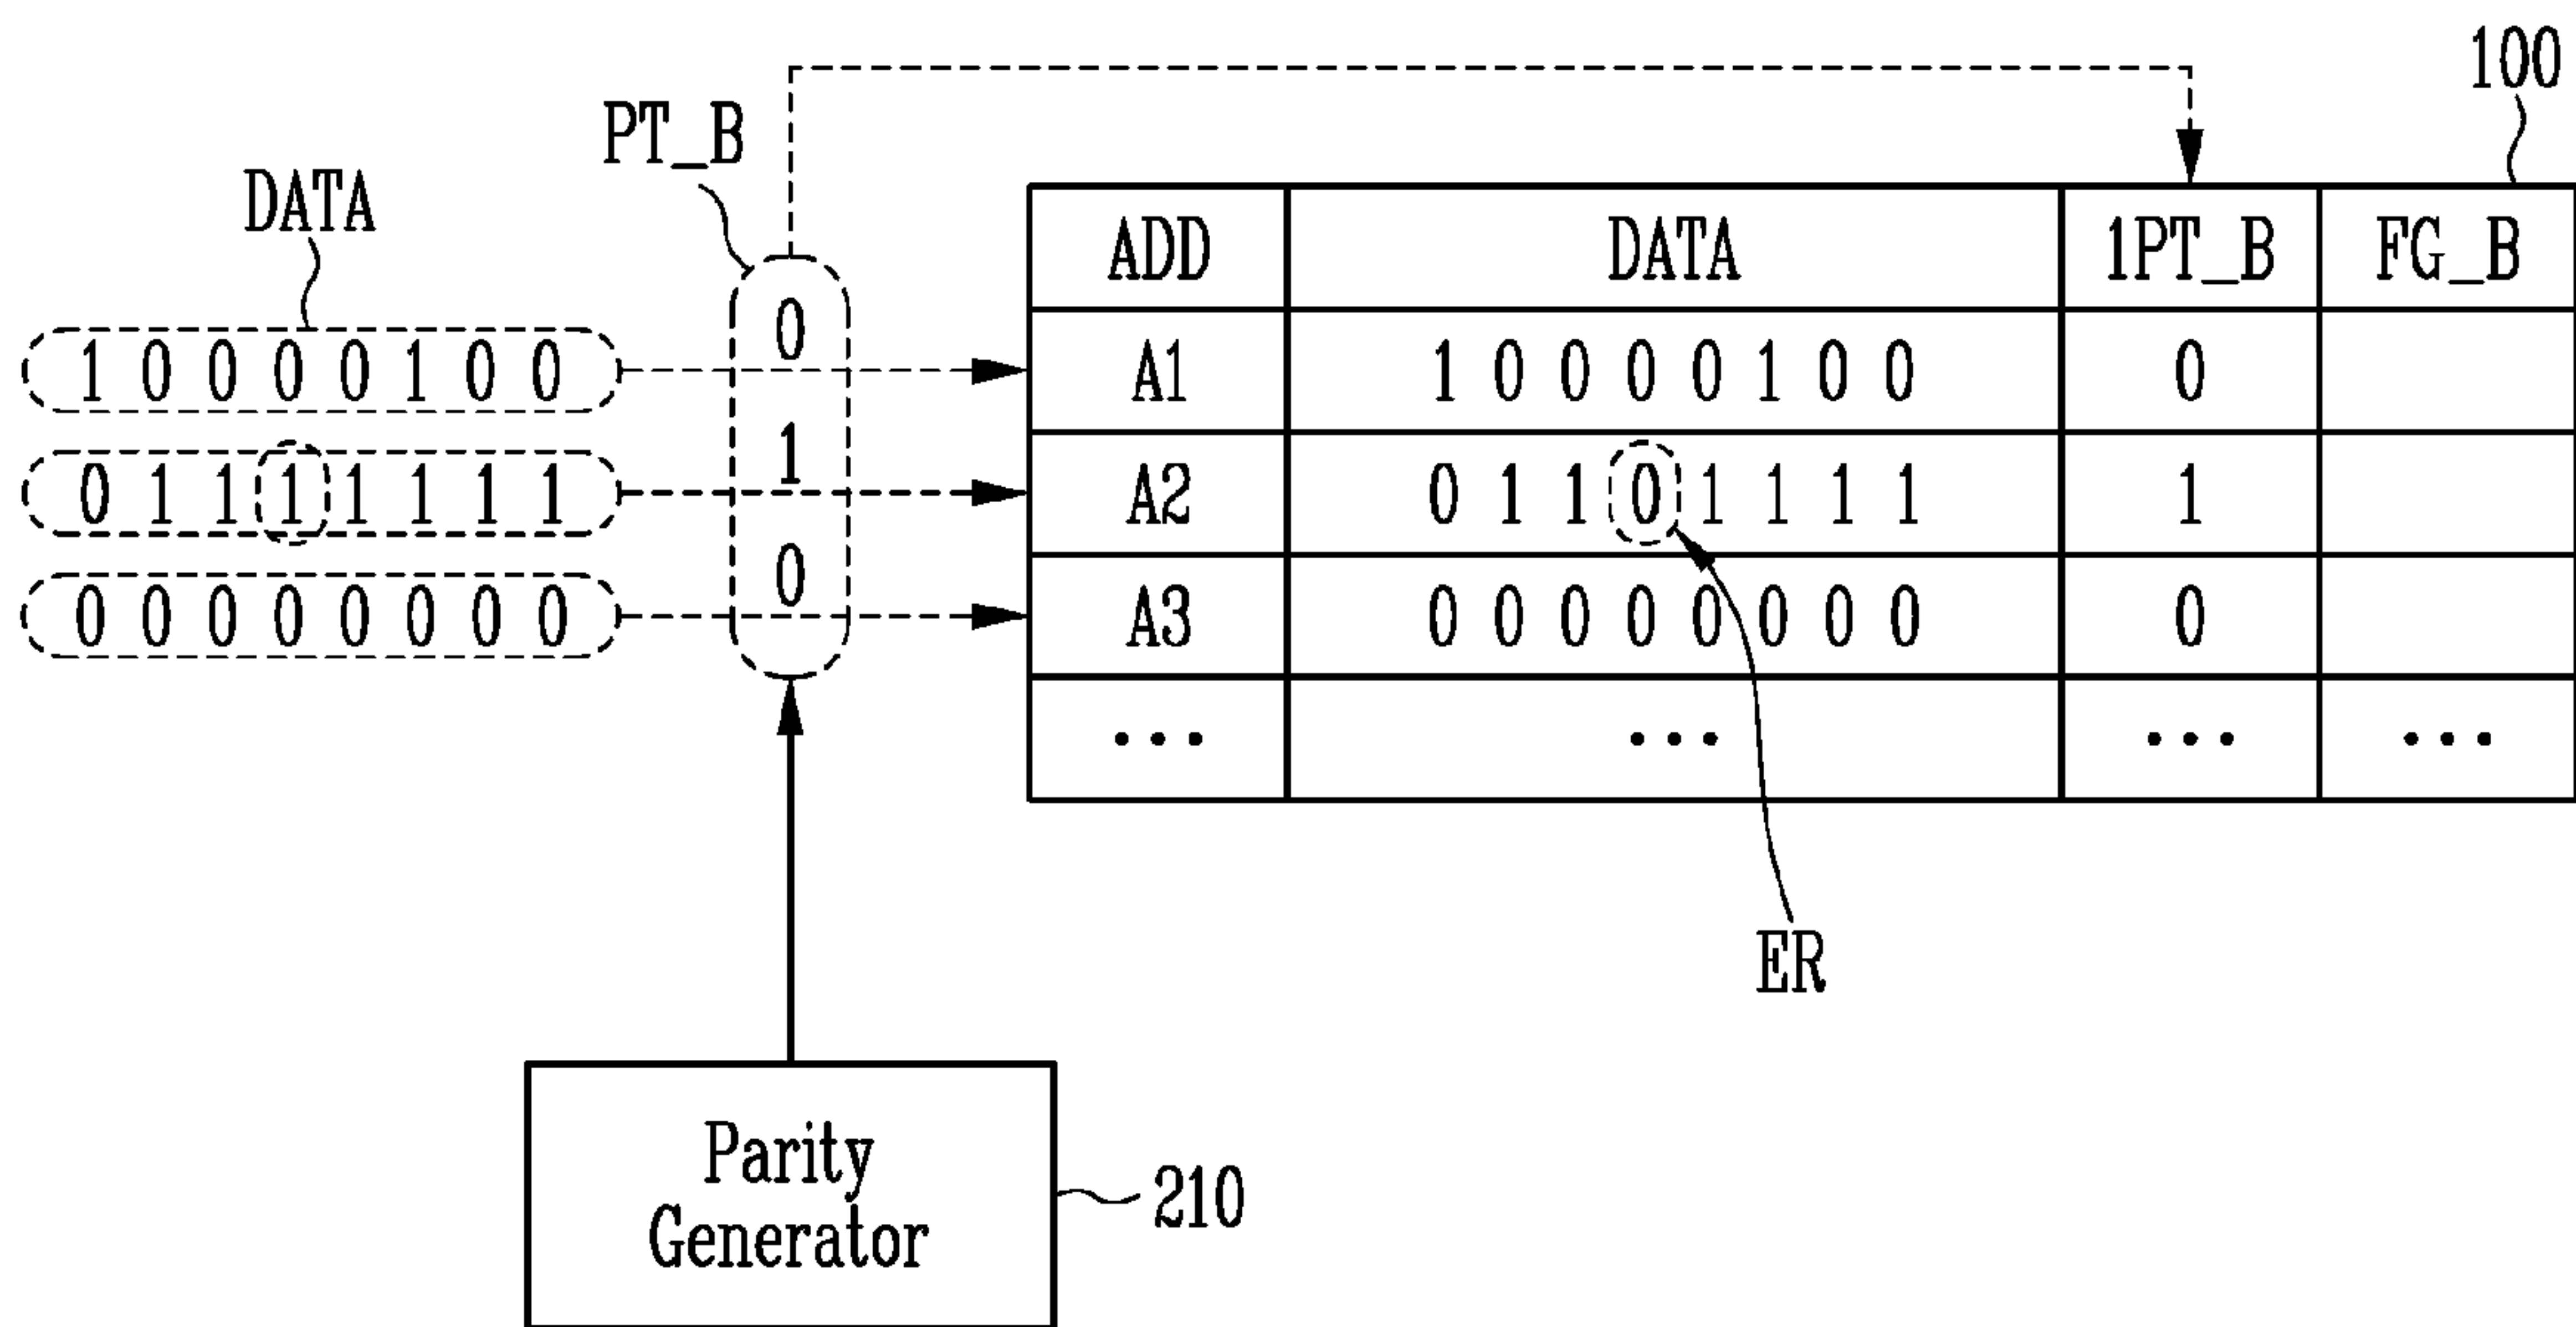 100
PT_B
DATA
ADD DATA 1PT_B FG_B
0
1 0 0 0 0 1 0 0
A1 1 0 0 0 0 1 0 0 0
1
0 1 1 1 1 1 1 1
A2 0 1 1 0 1 1 1 1 1
0
0 0 0 0 0 0 0 0
A3 0 0 0 0 0 0 0 0 0
... ... ... ...
ER
Parity
Generator
210